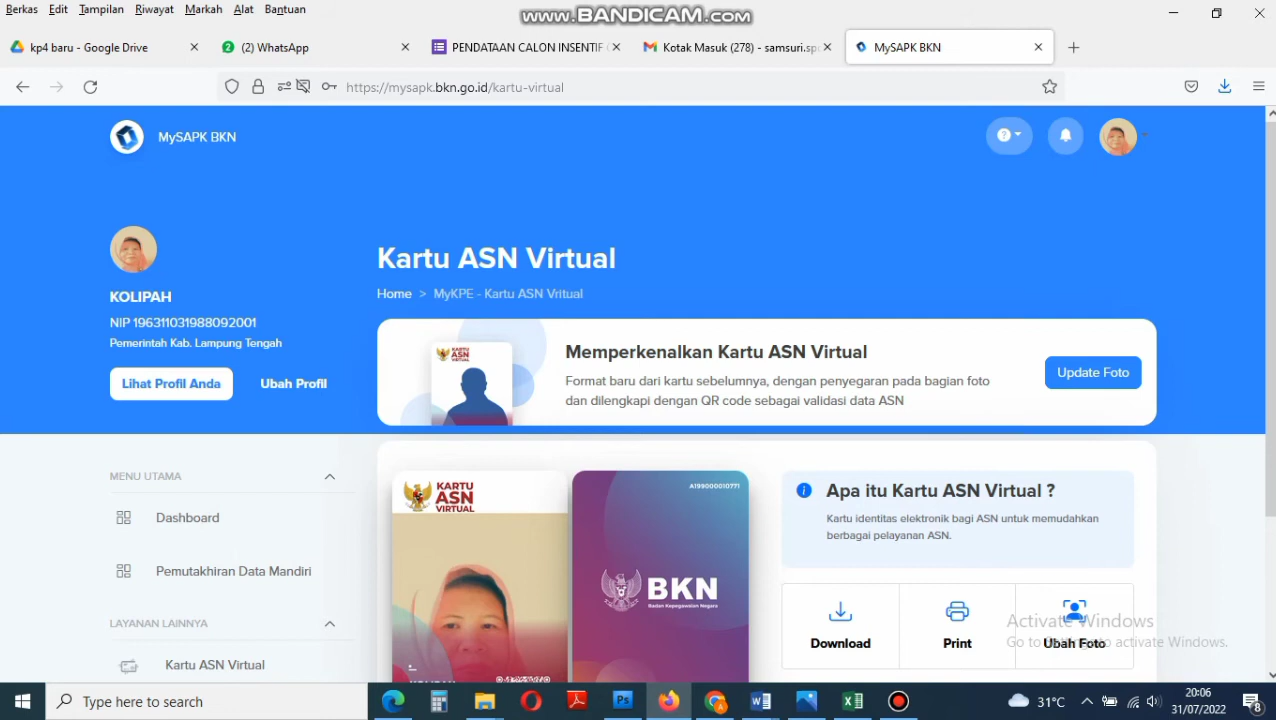 Berkas Edit Tampilan Riwayat Markah Alat Bantuan
www.BANDICAM.com
kp4 baru - Google Drive
(2) WhatsApp
PENDATAAN CALON INSENTIF
Kotak Masuk (278) - samsuri.sp
MySAPK BKN
https://mysapk.bkn.go.id/kartu-virtual
MySAPK BKN
KOLIPAH
NIP 196311031988092001
Pemerintah Kab. Lampung Tengah
Lihat Profil Anda
Ubah Profil
Kartu ASN Virtual
Home > MyKPE - Kartu ASN Vritual
KARTU
ASN
VIRTUAL
Memperkenalkan Kartu ASN Virtual
Format baru dari kartu sebelumnya, dengan penyegaran pada bagian foto
dan dilengkapi dengan QR code sebagai validasi data ASN
Update Foto
MENU UTAMA
Dashboard
Pemutakhiran Data Mandiri
LAYANAN LAINNYA
Kartu ASN Virtual
KARTU
ASN
VIRTUAL
A199000010771
BKN
Badan Kepegawaian Negara
Apa itu Kartu ASN Virtual ?
Kartu identitas elektronik bagi ASN untuk memudahkan
berbagai pelayanan ASN.
Download
Print
Ubah Foto
Activate Windows
Go to Settings to activate Windows.
Type here to search
31°C
20:06
31/07/2022
8